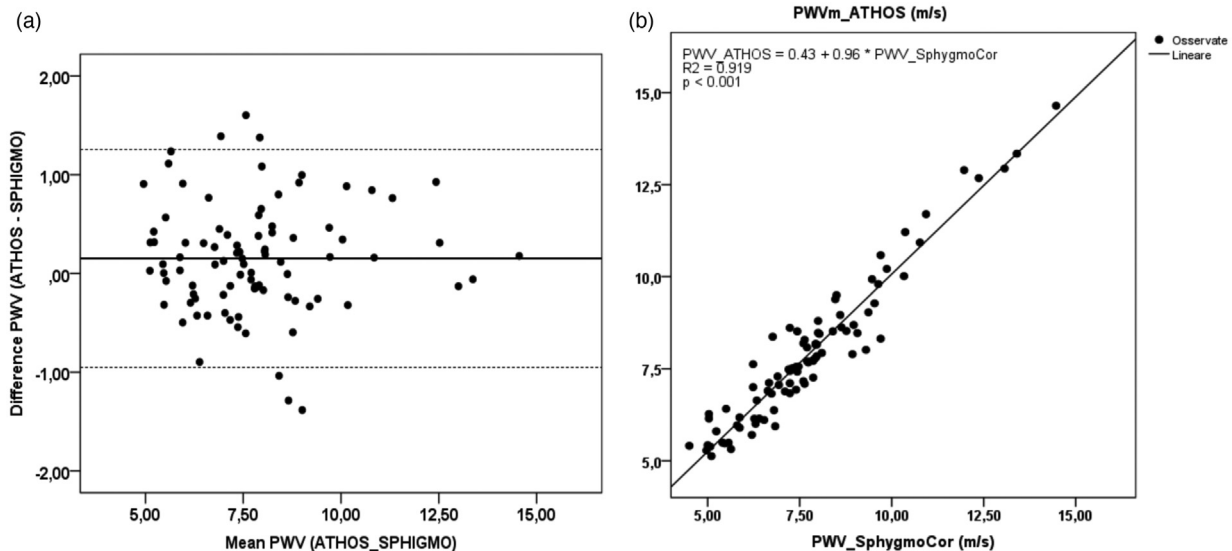 (a)
Difference PWV (ATHOS - SPHIGMO)
2,00
1,00
,00
-1,00
-2,00
5,00
7,50
10,00
12,50
15,00
Mean PWV (ATHOS_SPHIGMO)
(b)
PWVm_ATHOS (m/s)
PWV_ATHOS = 0.43 + 0.96 * PWV_SphygmoCor
R2 = 0.919
p < 0.001
Osservate
Lineare
15,0
12,5
10,0
7,5
5,0
5,00
7,50
10,00
15,00
PWV_SphygmoCor (m/s)